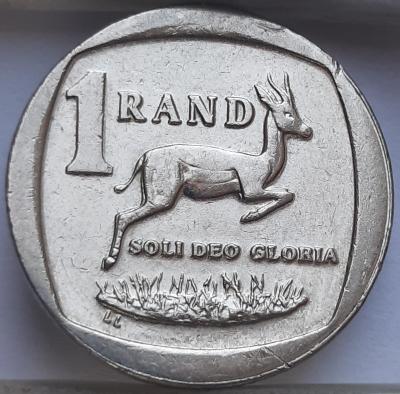 1 RAND
SOLI DEO GLORIA
LL